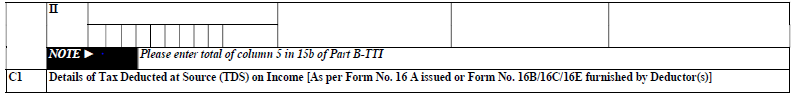 II
NOTE ► Please enter total of column 5 in 15b of Part B-TTI
C1 Details of Tax Deducted at Source (TDS) on Income [As per Form No. 16 A issued or Form No. 16B/16C/16E furnished by Deductor(s)]